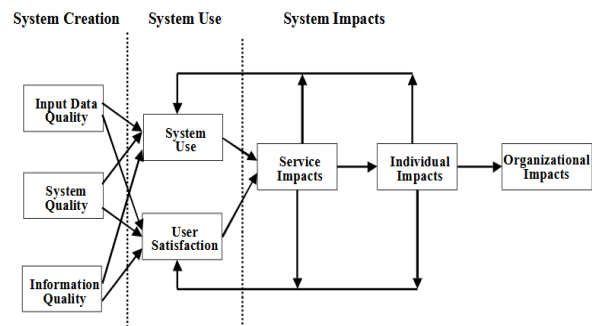 System Creation
System Use
System Impacts
Input Data
Quality
System
Use
System
Quality
Service
Impacts
Individual
Impacts
Organizational
Impacts
User
Satisfaction
Information
Quality